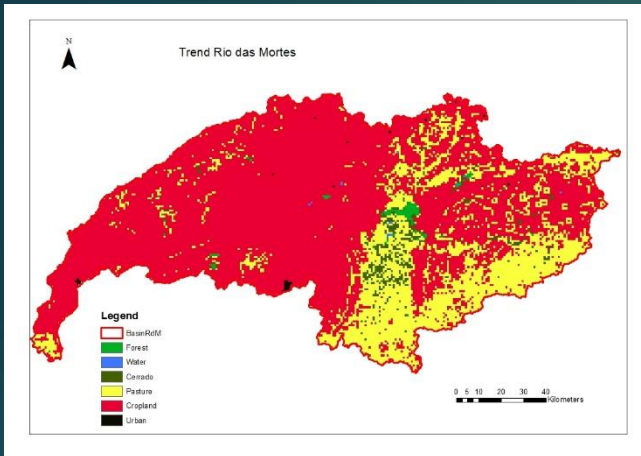 N
Trend Rio das Mortes
Legend
BasinRdM
Forest
Water
Cerrado
Pasture
Cropland
Urban
0 5 10 20 30 40
Kilometers